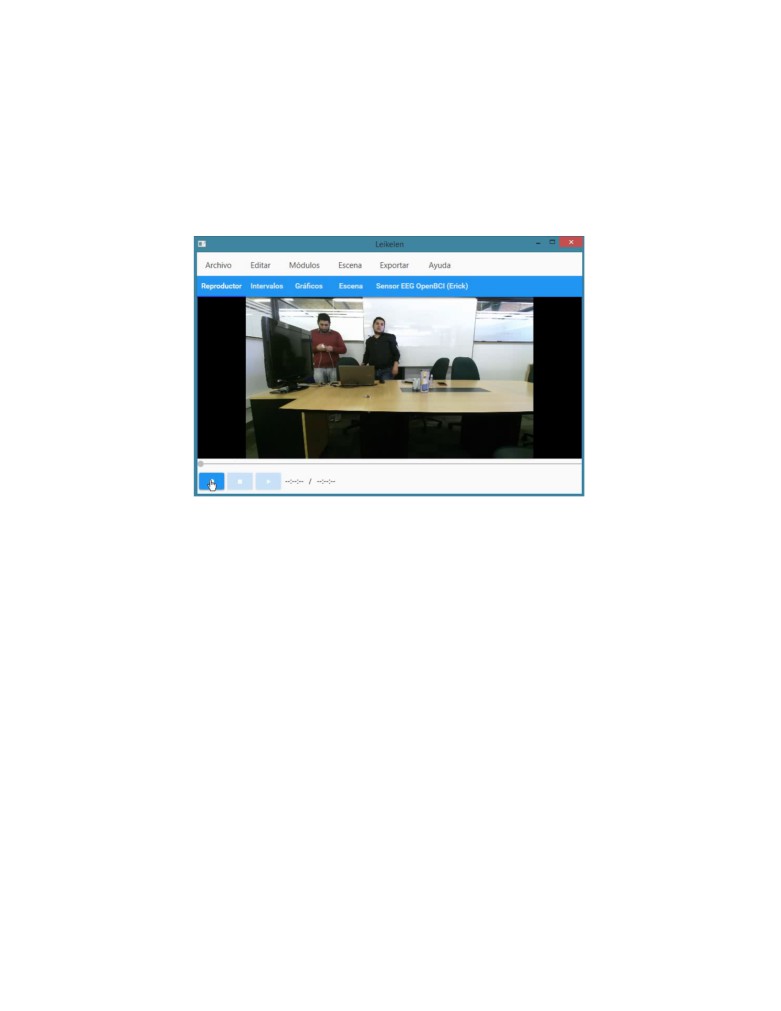 Leikelen
Archivo Editar Módulos Escena Exportar Ayuda
Reproductor Intervalos Gráficos Escena Sensor EEG OpenBCI (Erick)
--:--:-- / --:--:--